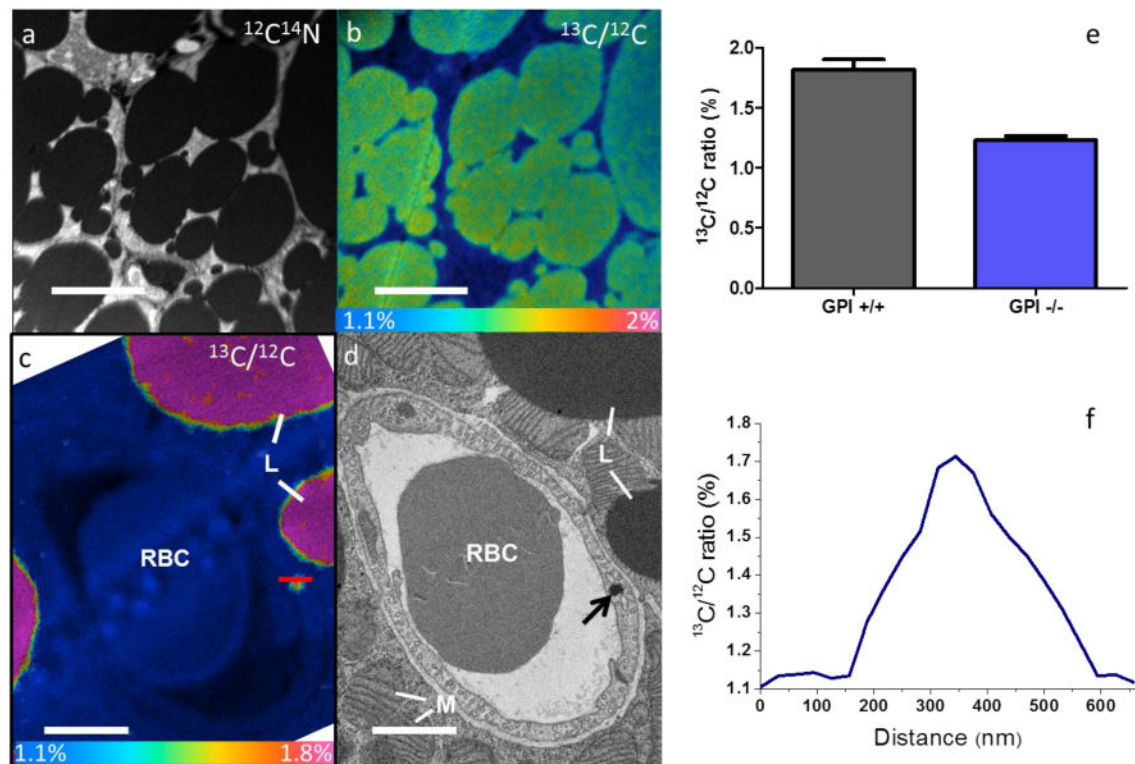 a
¹²C¹⁴N
b
¹³C/¹²C
1.1%
2%
c
¹³C/¹²C
L
RBC
1.1%
1.8%
d
L
RBC
M
e
¹³C/¹²C ratio (%)
2.0
1.5
1.0
0.5
0.0
GPI +/+
GPI -/-
f
¹³C/¹²C ratio (%)
1.8
1.7
1.6
1.5
1.4
1.3
1.2
1.1
0 100 200 300 400 500 600
Distance (nm)